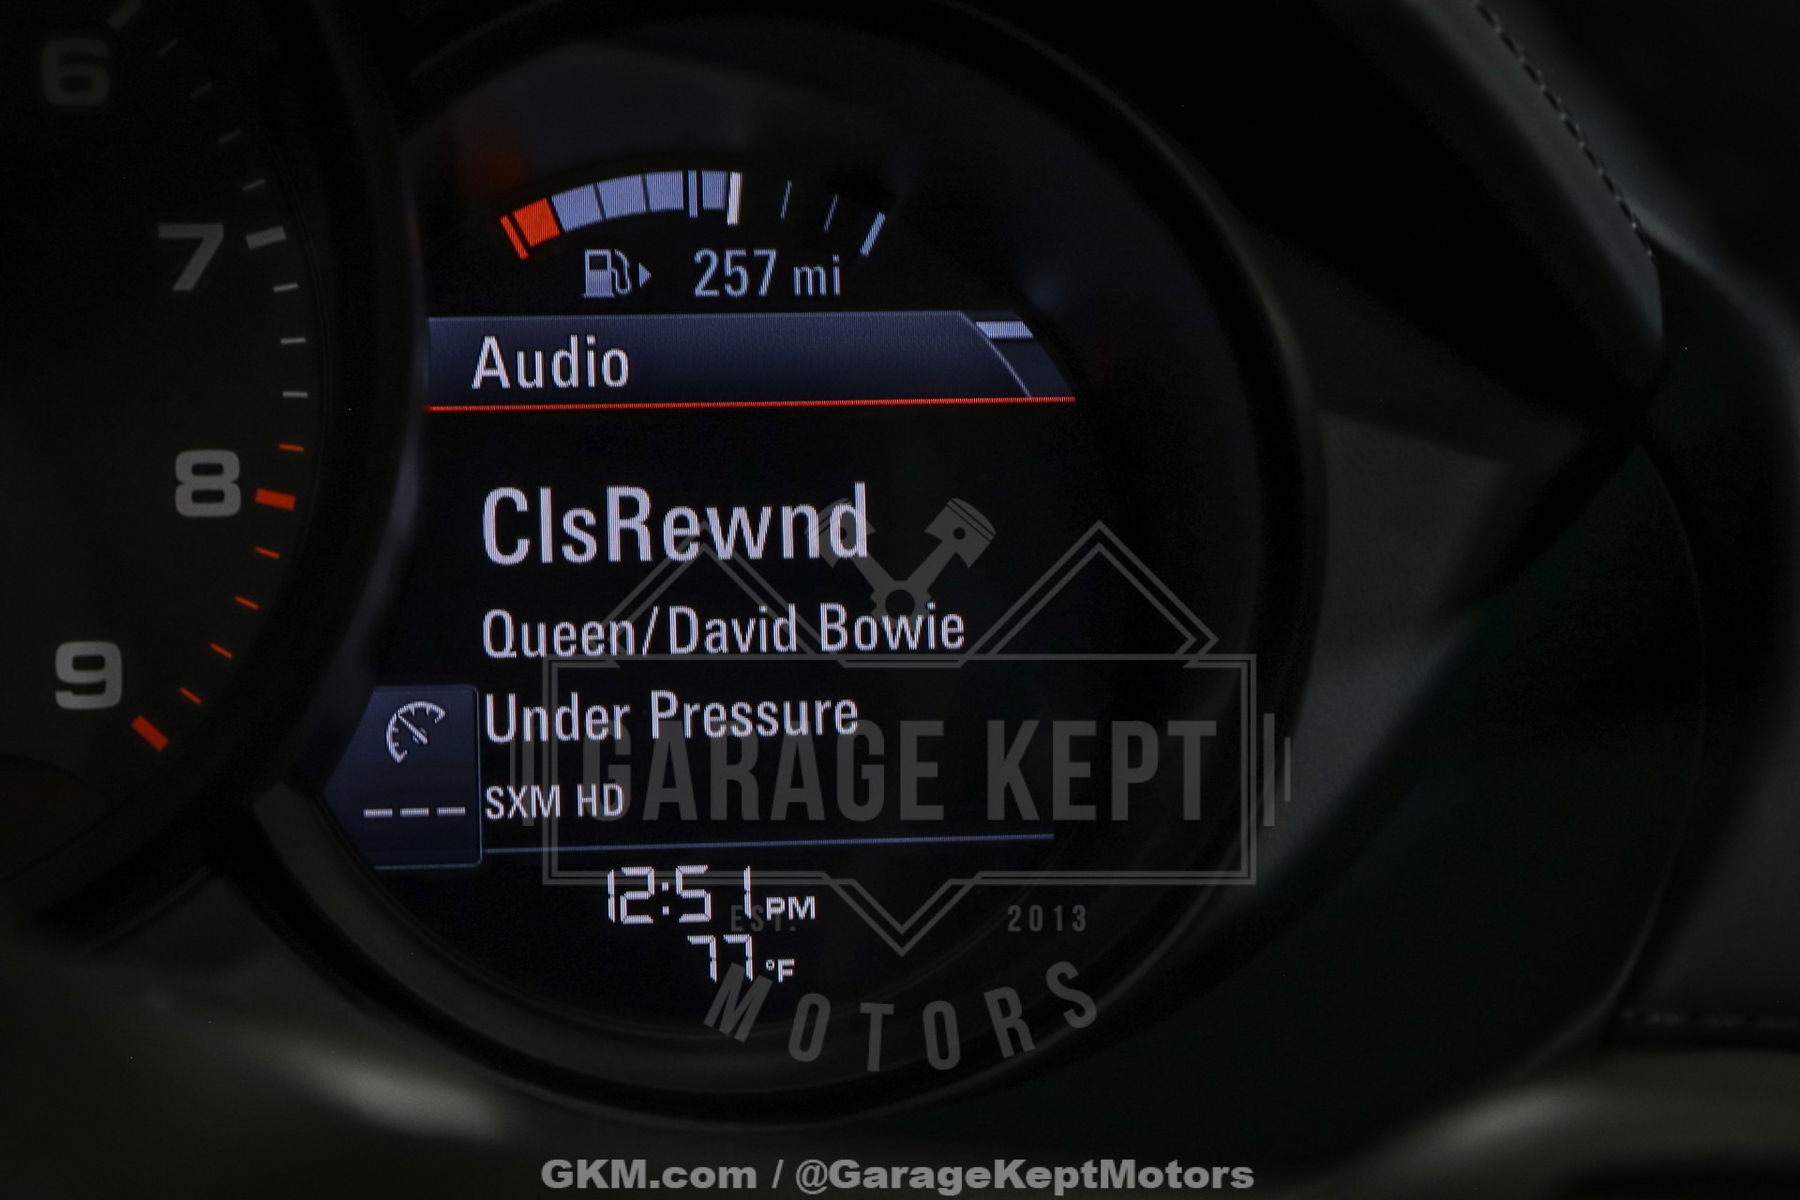 6
7
8
9
257 mi
Audio
ClsRewnd
Queen/David Bowie
Under Pressure
SXM HD
12:51 PM
77 °F
GARAGE KEPT
EST. 2013
MOTORS
GKM.com / @GarageKeptMotors